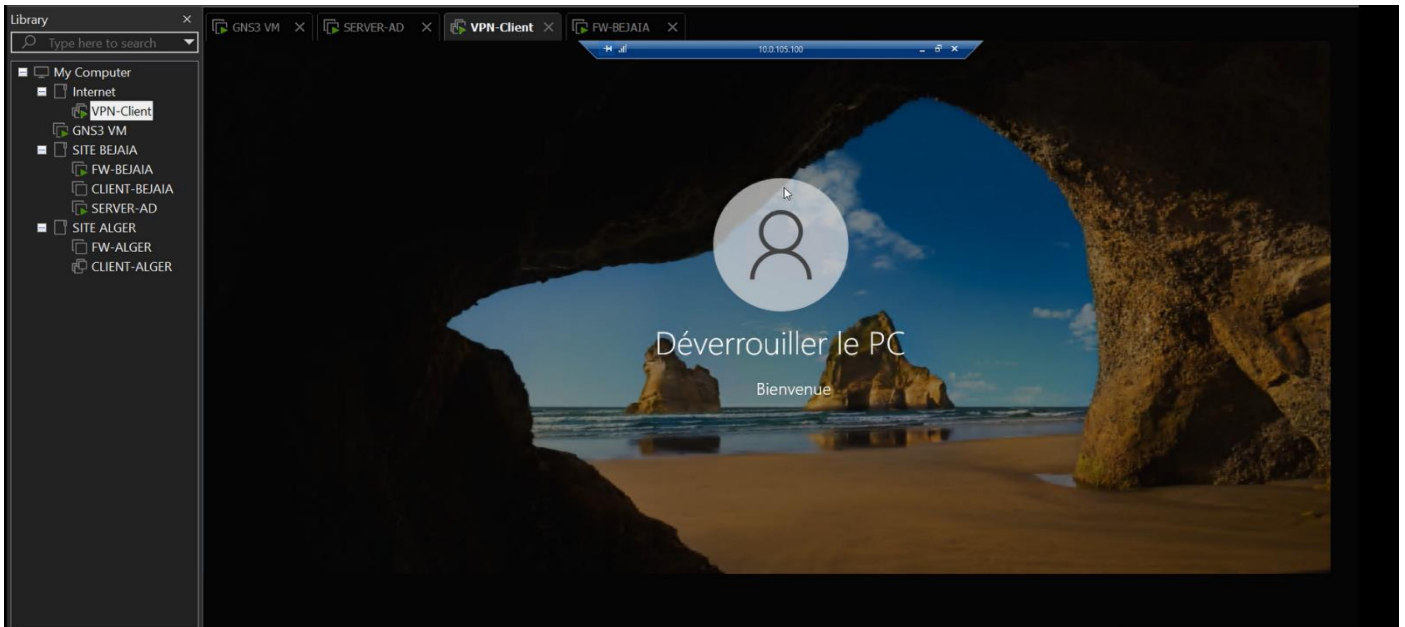 Library
GNS3 VM
SERVER-AD
VPN-Client
FW-BEJAIA
Type here to search
10.0.105.100
My Computer
Internet
VPN-Client
GNS3 VM
SITE BEJAIA
FW-BEJAIA
CLIENT-BEJAIA
SERVER-AD
SITE ALGER
FW-ALGER
CLIENT-ALGER
Déverrouiller le PC
Bienvenue